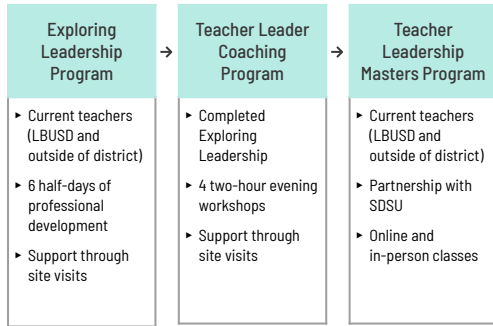 Exploring
Leadership
Program
→
Teacher Leader
Coaching
Program
→
Teacher
Leadership
Masters Program
▸ Current teachers
(LBUSD and
outside of district)
▸ 6 half-days of
professional
development
▸ Support through
site visits
▸ Completed
Exploring
Leadership
▸ 4 two-hour evening
workshops
▸ Support through
site visits
▸ Current teachers
(LBUSD and
outside of district)
▸ Partnership with
SDSU
▸ Online and
in-person classes